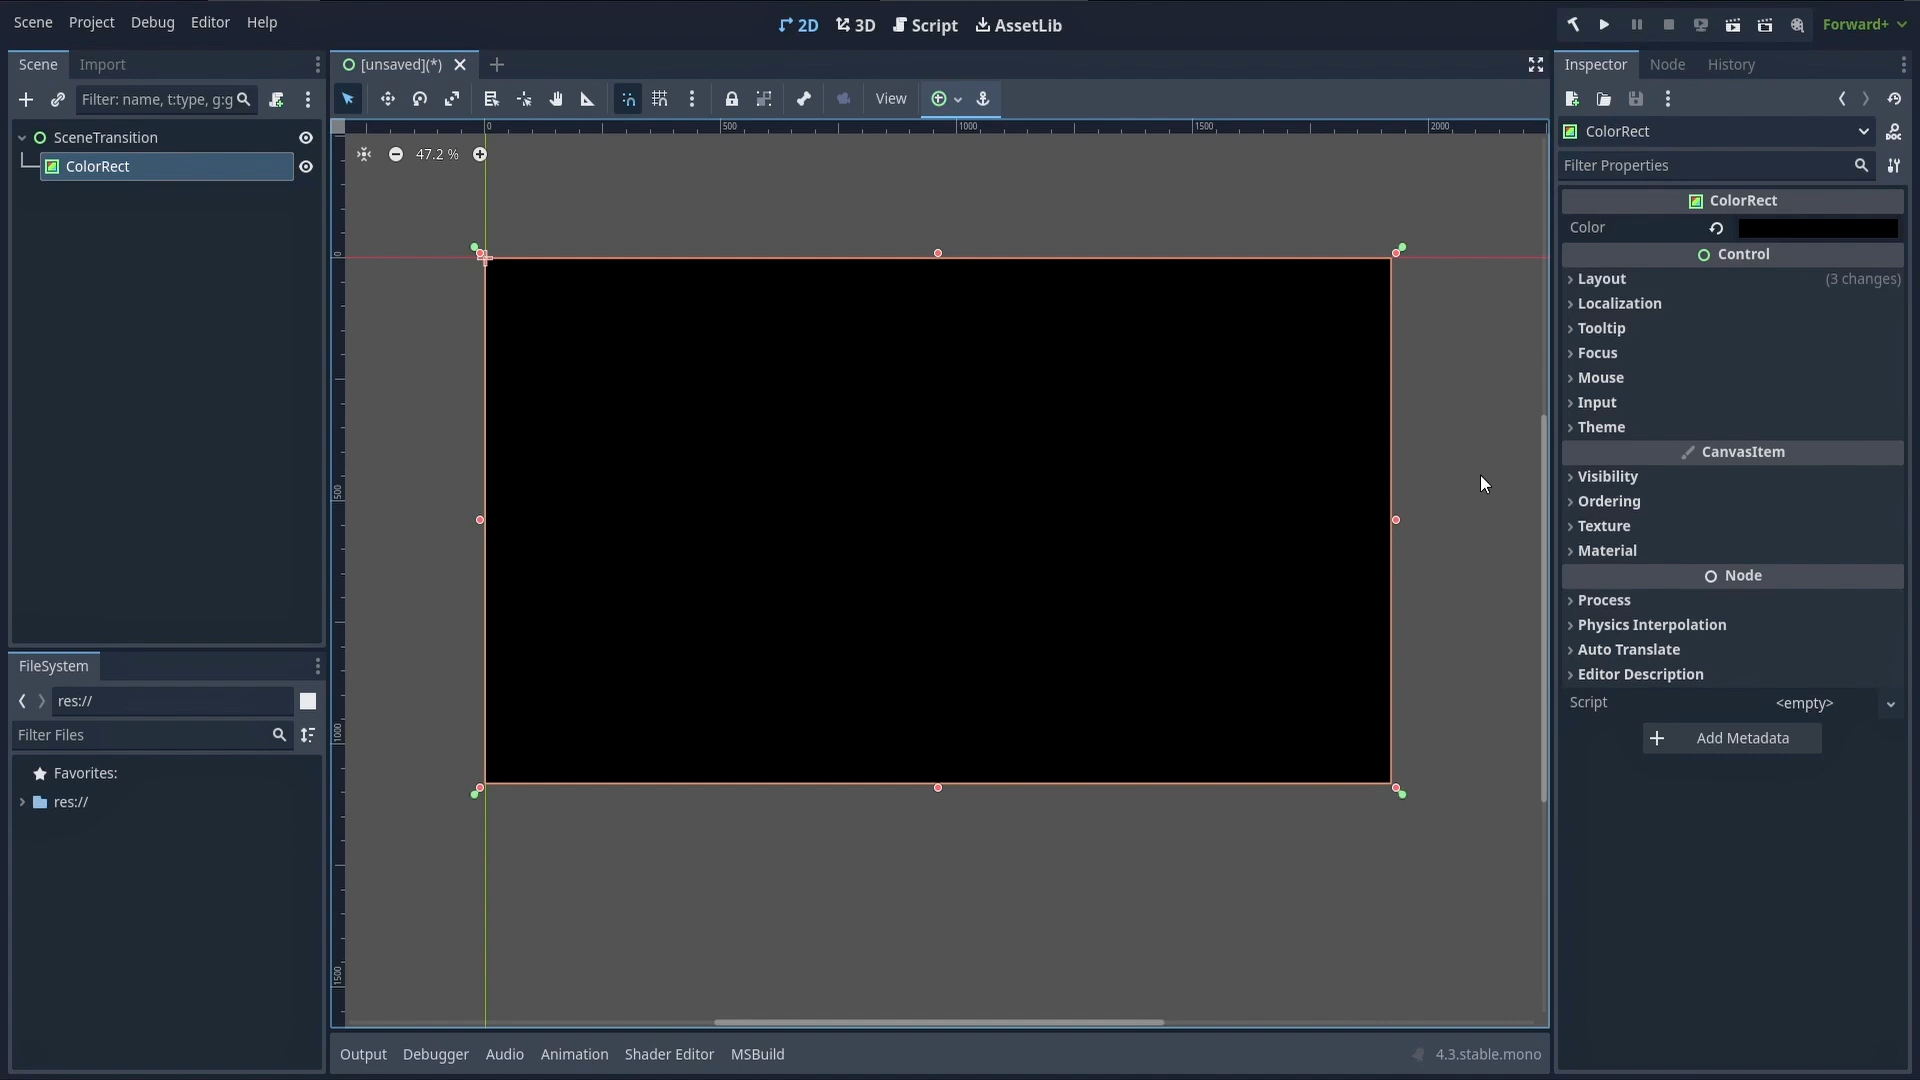 Scene Project Debug Editor Help
2D 3D Script AssetLib
Forward+
Scene Import
[unsaved](*)
Inspector Node History
Filter: name, t:type, g:g
View
SceneTransition
ColorRect
47.2 %
0 500 1000 1500 2000
0
500
1000
1500
ColorRect
Filter Properties
ColorRect
Color
Control
Layout (3 changes)
Localization
Tooltip
Focus
Mouse
Input
Theme
CanvasItem
Visibility
Ordering
Texture
Material
Node
Process
Physics Interpolation
Auto Translate
Editor Description
Script <empty>
Add Metadata
FileSystem
res://
Filter Files
Favorites:
res://
Output Debugger Audio Animation Shader Editor MSBuild
4.3.stable.mono